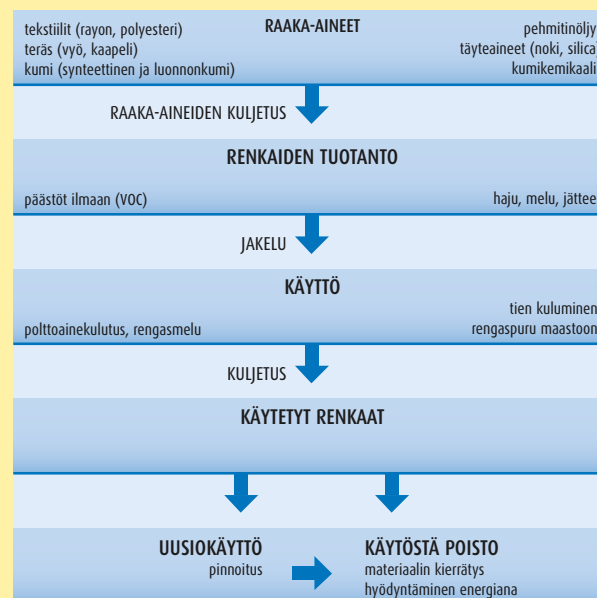 RAAKA-AINEET
tekstiilit (rayon, polyesteri)
teräs (vyö, kaapeli)
kumi (synteettinen ja luonnonkumi)
pehmitinöljy
täyteaineet (noki, silica)
kumikemikaali
RAAKA-AINEIDEN KULJETUS
RENKAIDEN TUOTANTO
päästöt ilmaan (VOC)
haju, melu, jättee
JAKELU
KÄYTTÖ
polttoainekulutus, rengasmelu
tien kuluminen
rengaspuru maastoon
KULJETUS
KÄYTETYT RENKAAT
UUSIOKÄYTTÖ
pinnoitus
KÄYTÖSTÄ POISTO
materiaalin kierrätys
hyödyntäminen energiana